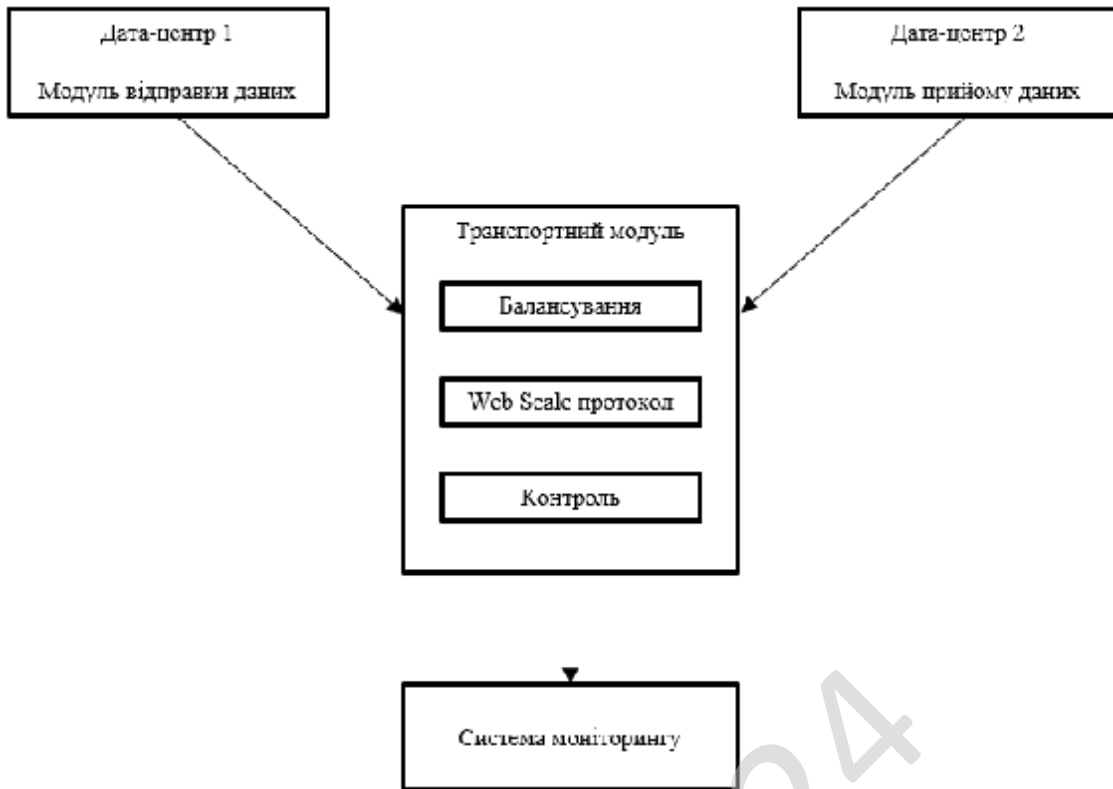 Дата-центр 1
Модуль відправки даних
Дата-центр 2
Модуль прийому даних
Транспортний модуль
Балансування
Web Scale протокол
Контроль
Система моніторингу
24